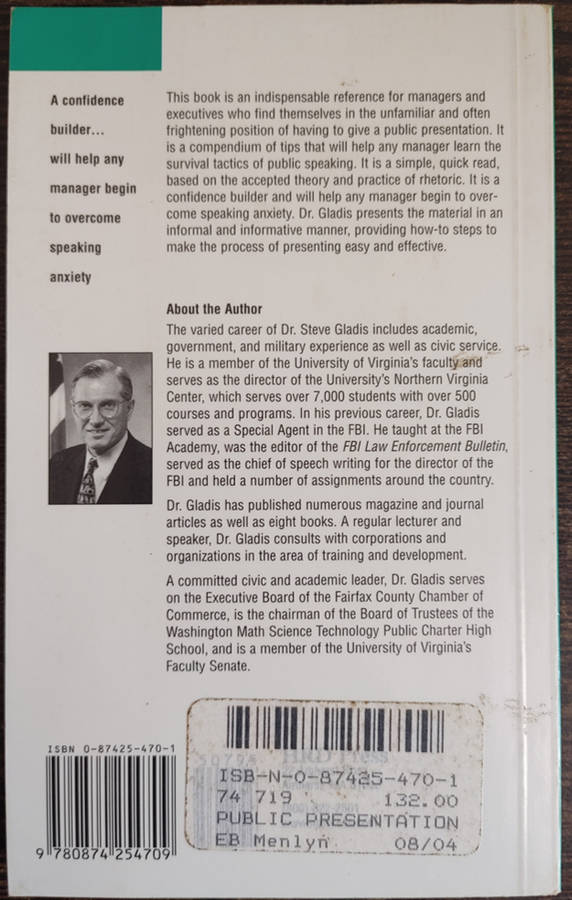 A confidence
builder...
will help any
manager begin
to overcome
speaking
anxiety
This book is an indispensable reference for managers and
executives who find themselves in the unfamiliar and often
frightening position of having to give a public presentation. It
is a compendium of tips that will help any manager learn the
survival tactics of public speaking. It is a simple, quick read,
based on the accepted theory and practice of rhetoric. It is a
confidence builder and will help any manager begin to over-
come speaking anxiety. Dr. Gladis presents the material in an
informal and informative manner, providing how-to steps to
make the process of presenting easy and effective.
About the Author
The varied career of Dr. Steve Gladis includes academic,
government, and military experience as well as civic service.
He is a member of the University of Virginia's faculty and
serves as the director of the University's Northern Virginia
Center, which serves over 7,000 students with over 500
courses and programs. In his previous career, Dr. Gladis
served as a Special Agent in the FBI. He taught at the FBI
Academy, was the editor of the FBI Law Enforcement Bulletin,
served as the chief of speech writing for the director of the
FBI and held a number of assignments around the country.
Dr. Gladis has published numerous magazine and journal
articles as well as eight books. A regular lecturer and
speaker, Dr. Gladis consults with corporations and
organizations in the area of training and development.
A committed civic and academic leader, Dr. Gladis serves
on the Executive Board of the Fairfax County Chamber of
Commerce, is the chairman of the Board of Trustees of the
Washington Math Science Technology Public Charter High
School, and is a member of the University of Virginia's
Faculty Senate.
ISBN 0-87425-470-1
9 780874 254709
HRD Press
ISB-N-0-87425-470-1
74 719 132.00
PUBLIC PRESENTATION
EB Menlyn 08/04